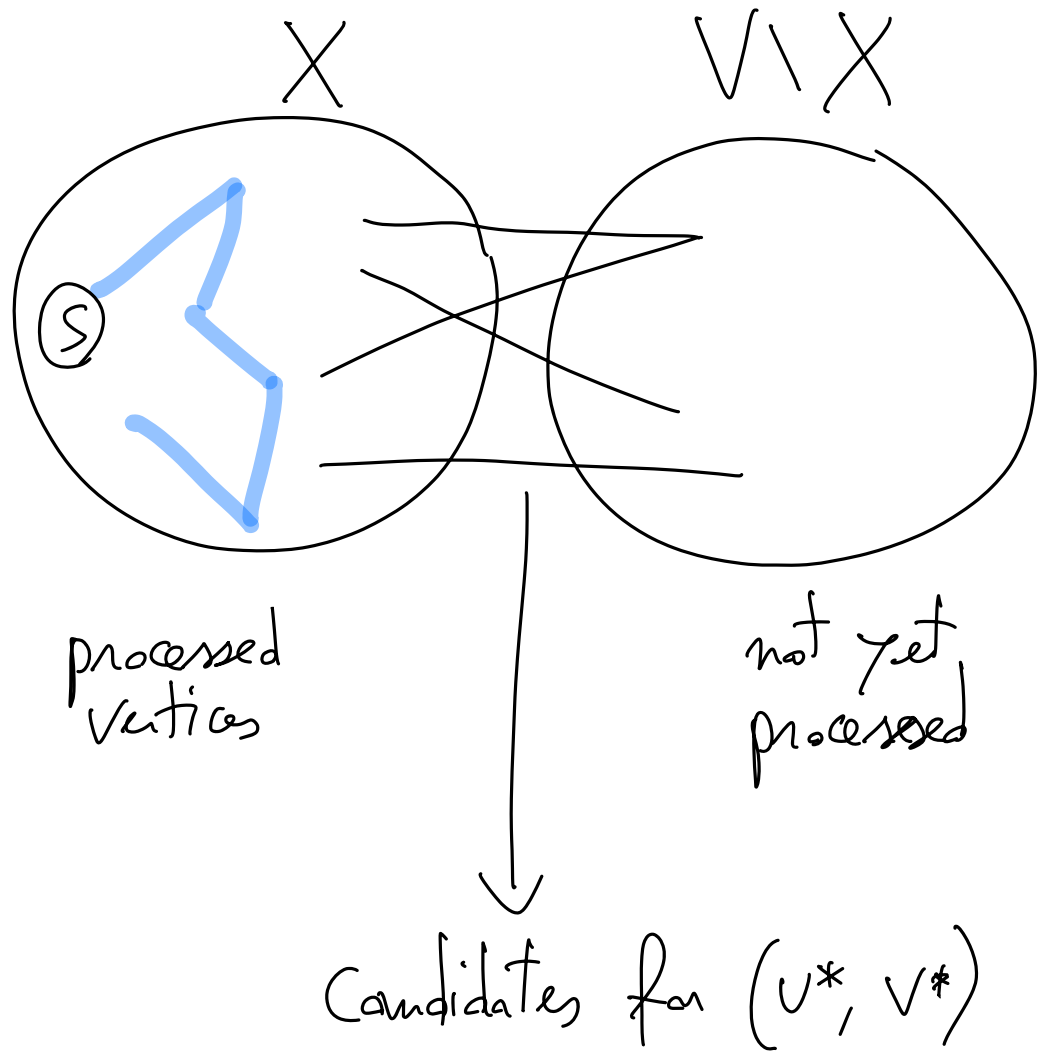 X
V \ X
S
processed
vertices
not yet
processed
Candidates for (u*, v*)